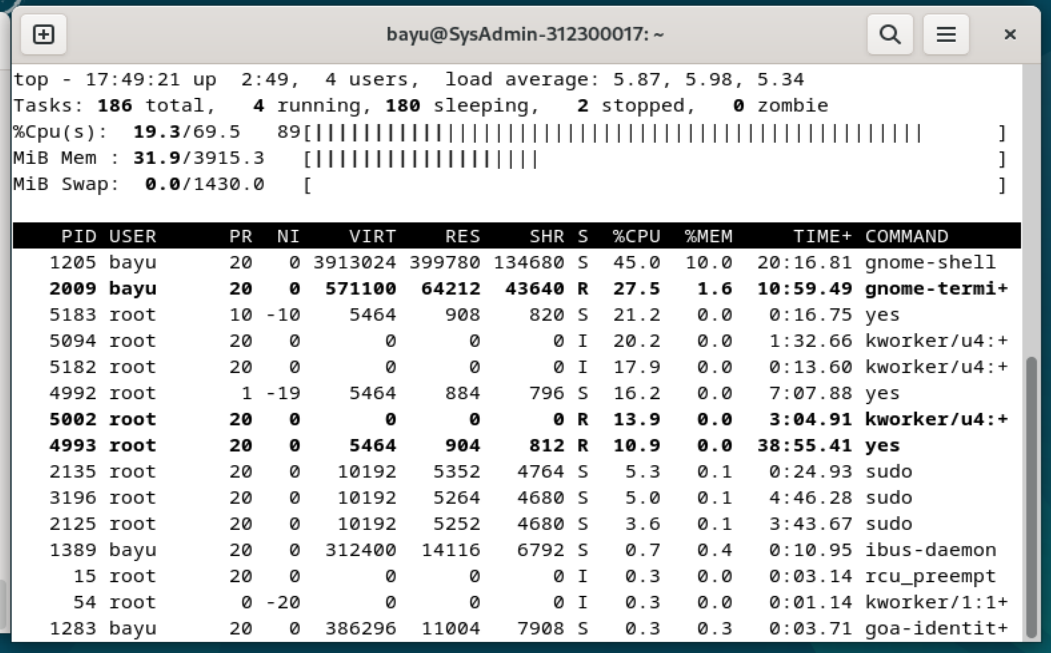 bayu@SysAdmin-312300017: ~
top - 17:49:21 up  2:49,  4 users,  load average: 5.87, 5.98, 5.34
Tasks: 186 total,   4 running, 180 sleeping,   2 stopped,   0 zombie
%Cpu(s):  19.3/69.5   89[||||||||||||||||||||||||||||||||||||||||||||||||||| ]
MiB Mem : 31.9/3915.3   [||||||||||||||||||| ]
MiB Swap:  0.0/1430.0   [ ]
PID USER      PR  NI    VIRT    RES    SHR S  %CPU  %MEM     TIME+ COMMAND
1205 bayu      20   0 3913024 399780 134680 S  45.0  10.0  20:16.81 gnome-shell
2009 bayu      20   0  571100  64212  43640 R  27.5   1.6  10:59.49 gnome-termi+
5183 root      10 -10    5464    908    820 S  21.2   0.0   0:16.75 yes
5094 root      20   0       0      0      0 I  20.2   0.0   1:32.66 kworker/u4:+
5182 root      20   0       0      0      0 I  17.9   0.0   0:13.60 kworker/u4:+
4992 root       1 -19    5464    884    796 S  16.2   0.0   7:07.88 yes
5002 root      20   0       0      0      0 R  13.9   0.0   3:04.91 kworker/u4:+
4993 root      20   0    5464    904    812 R  10.9   0.0  38:55.41 yes
2135 root      20   0   10192   5352   4764 S   5.3   0.1   0:24.93 sudo
3196 root      20   0   10192   5264   4680 S   5.0   0.1   4:46.28 sudo
2125 root      20   0   10192   5252   4680 S   3.6   0.1   3:43.67 sudo
1389 bayu      20   0  312400  14116   6792 S   0.7   0.4   0:10.95 ibus-daemon
15 root      20   0       0      0      0 I   0.3   0.0   0:03.14 rcu_preempt
54 root       0 -20       0      0      0 I   0.3   0.0   0:01.14 kworker/1:1+
1283 bayu      20   0  386296  11004   7908 S   0.3   0.3   0:03.71 goa-identit+